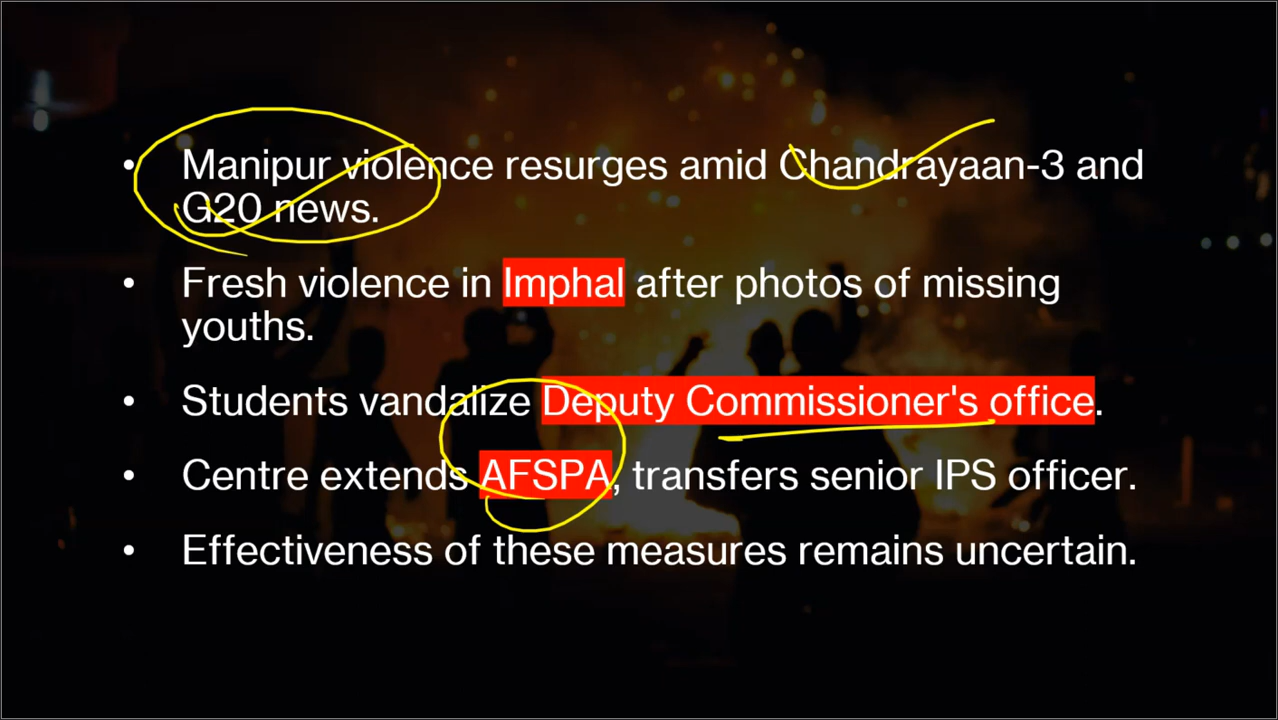 • Manipur violence resurges amid Chandrayaan-3 and
G20 news.
• Fresh violence in Imphal after photos of missing
youths.
• Students vandalize Deputy Commissioner's office.
• Centre extends AFSPA, transfers senior IPS officer.
• Effectiveness of these measures remains uncertain.